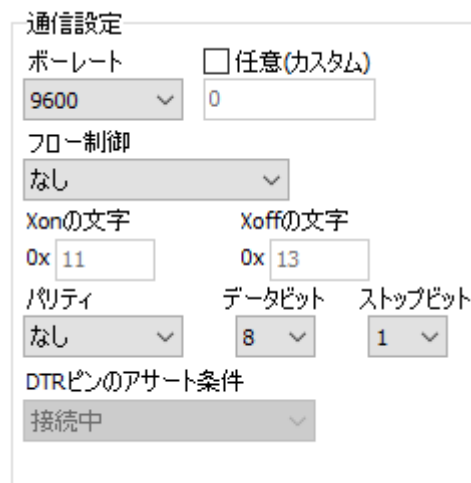 通信設定
ボーレート 任意(カスタム)
9600 0
フロー制御
なし
Xonの文字 Xoffの文字
0x 11 0x 13
パリティ データビット ストップビット
なし 8 1
DTRピンのアサート条件
接続中